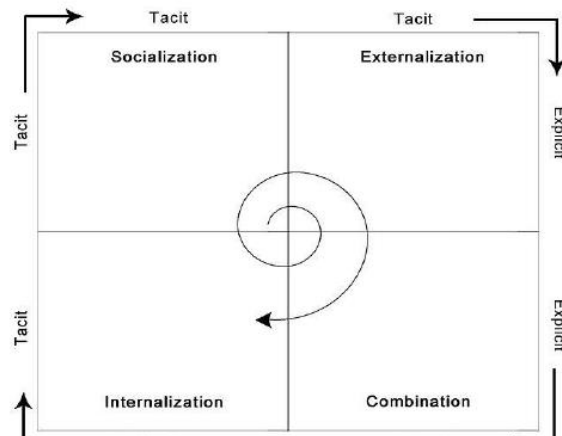 Tacit Tacit
Socialization Externalization
Tacit Explicit
Tacit Explicit
Internalization Combination